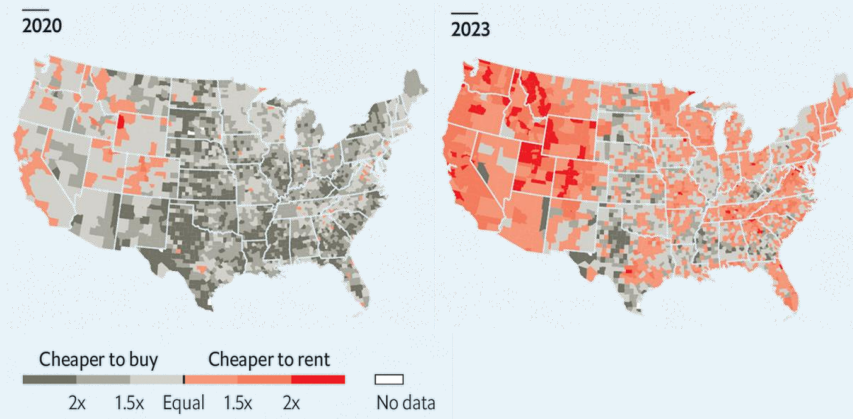 2020
2023
Cheaper to buy Cheaper to rent
2x 1.5x Equal 1.5x 2x No data